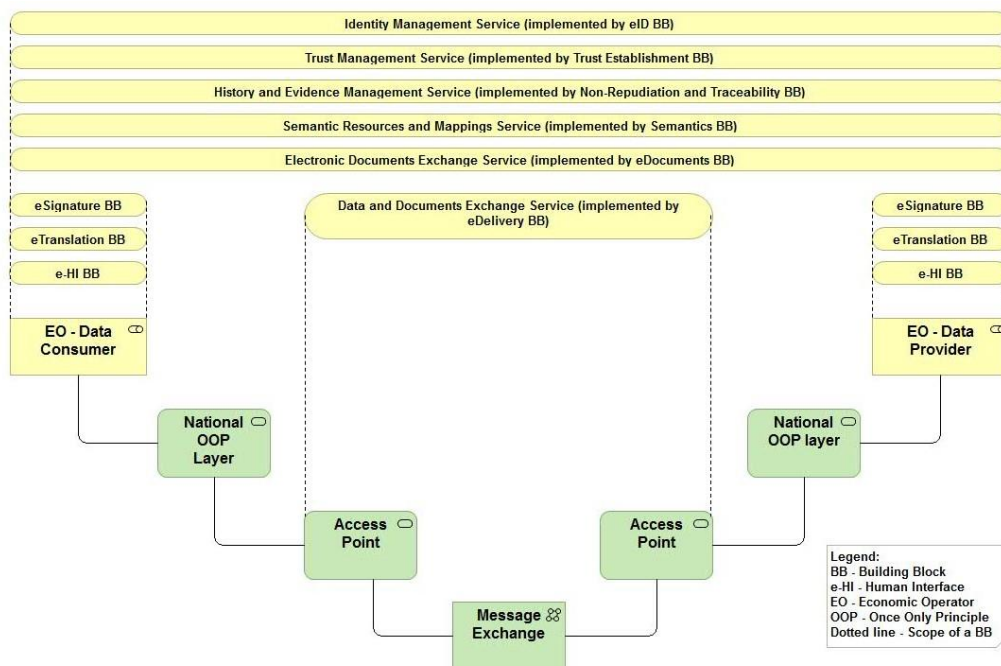 Identity Management Service (implemented by eID BB)
Trust Management Service (implemented by Trust Establishment BB)
History and Evidence Management Service (implemented by Non-Repudiation and Traceability BB)
Semantic Resources and Mappings Service (implemented by Semantics BB)
Electronic Documents Exchange Service (implemented by eDocuments BB)
eSignature BB
eTranslation BB
e-HI BB
Data and Documents Exchange Service (implemented by
eDelivery BB)
eSignature BB
eTranslation BB
e-HI BB
EO - Data
Consumer
EO - Data
Provider
National
OOP
Layer
National
OOP layer
Access
Point
Access
Point
Message
Exchange
Legend:
BB - Building Block
e-HI - Human Interface
EO - Economic Operator
OOP - Once Only Principle
Dotted line - Scope of a BB